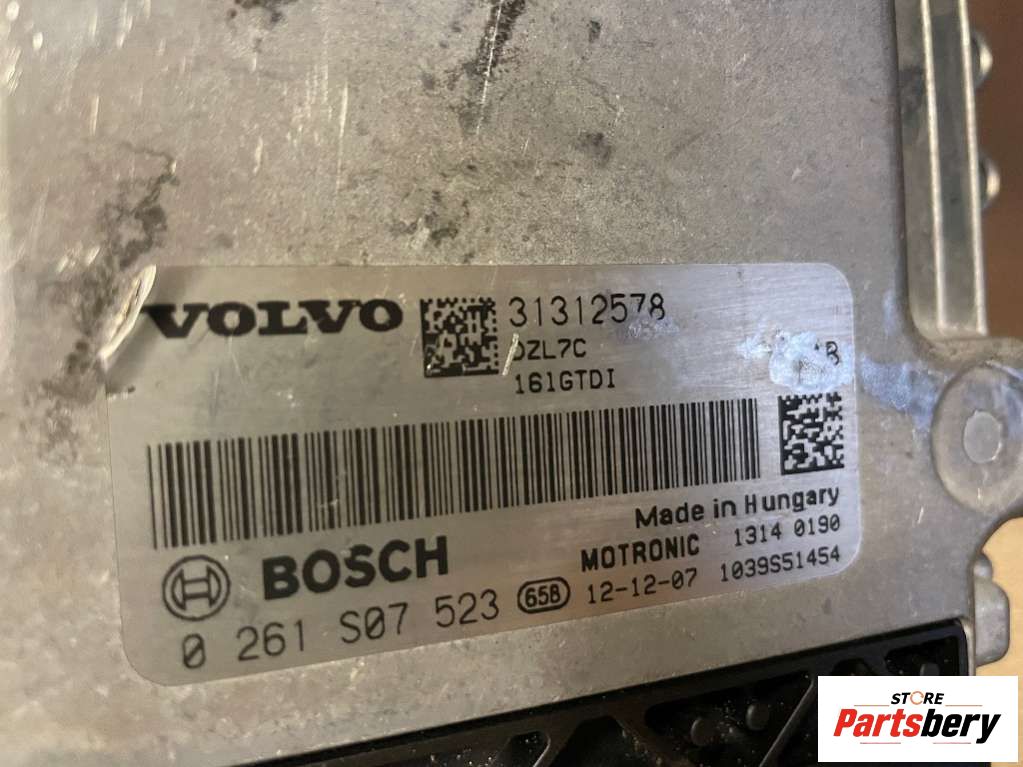 VOLVO 31312578
ZL7C
161GTDI
B
Made in Hungary
BOSCH MOTRONIC 1314 0190
0 261 S07 523 658 12-12-07 1039S51454
STORE
Partsbery